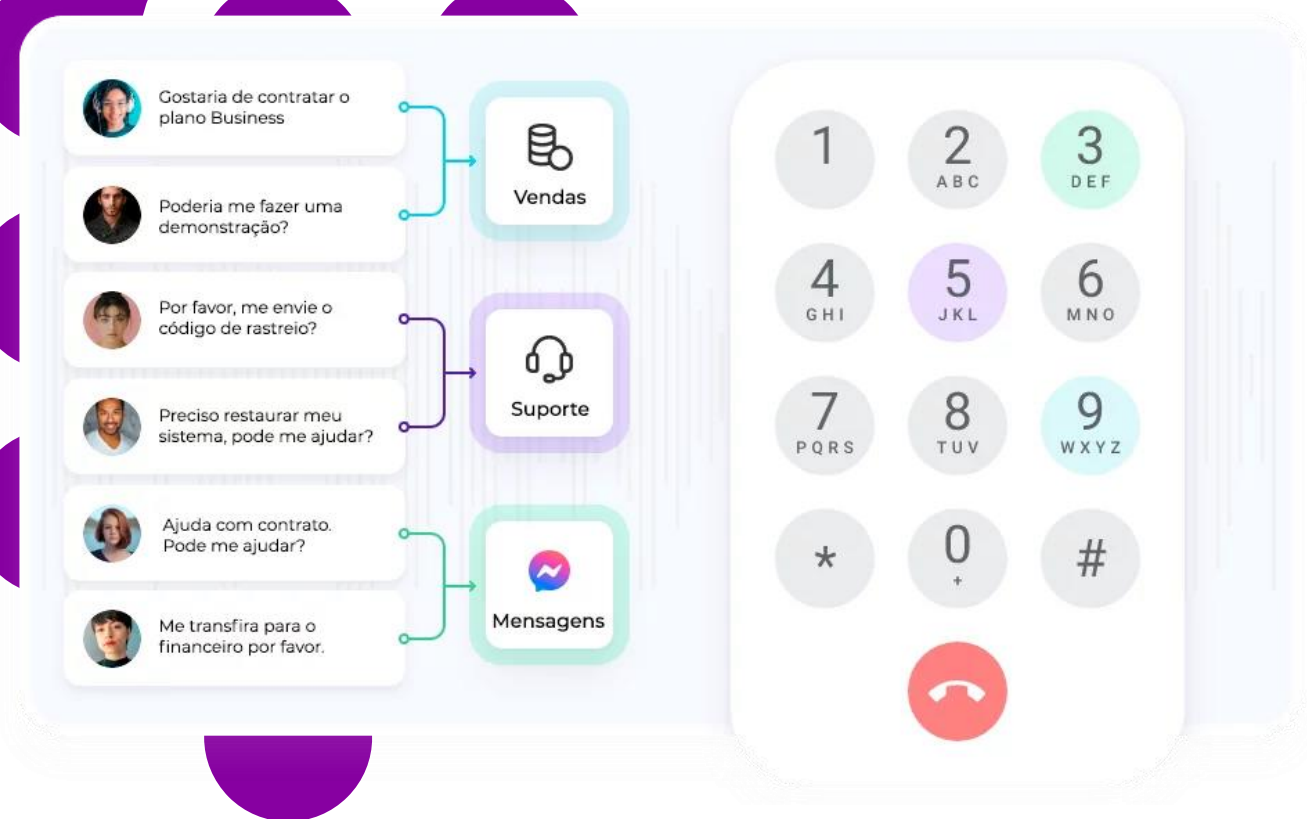 Gostaria de contratar o
plano Business
Poderia me fazer uma
demonstração?
Vendas
Por favor, me envie o
código de rastreio?
Preciso restaurar meu
sistema, pode me ajudar?
Suporte
Ajuda com contrato.
Pode me ajudar?
Me transfira para o
financeiro por favor.
Mensagens
1
2
ABC
3
DEF
4
GHI
5
JKL
6
MNO
7
PQRS
8
TUV
9
WXYZ
*
0
+
#